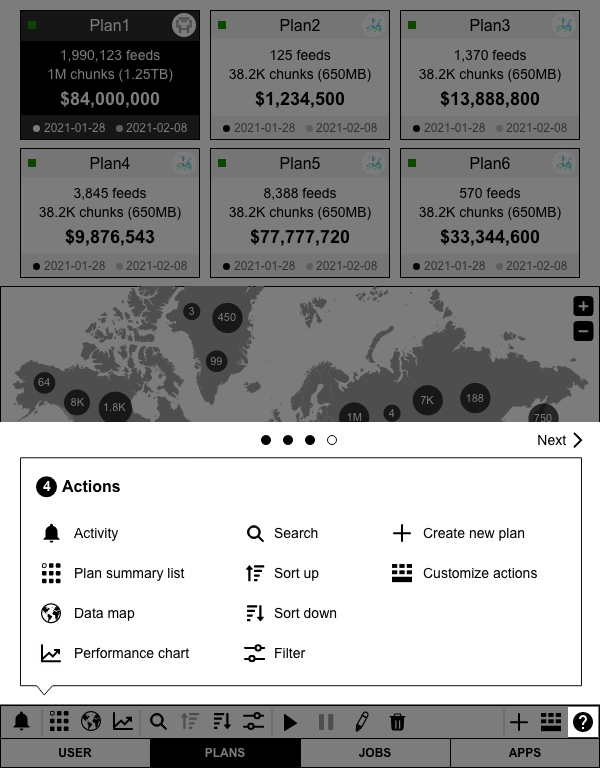 Plan1
1,990,123 feeds
1M chunks (1.25TB)
$84,000,000
2021-01-28 2021-02-08
Plan2
125 feeds
38.2K chunks (650MB)
$1,234,500
2021-01-28 2021-02-08
Plan3
1,370 feeds
38.2K chunks (650MB)
$13,888,800
2021-01-28 2021-02-08
Plan4
3,845 feeds
38.2K chunks (650MB)
$9,876,543
2021-01-28 2021-02-08
Plan5
8,388 feeds
38.2K chunks (650MB)
$77,777,720
2021-01-28 2021-02-08
Plan6
570 feeds
38.2K chunks (650MB)
$33,344,600
2021-01-28 2021-02-08
3
450
99
64
8K
1.8K
1M
4
7K
188
750
Next
4 Actions
Activity
Plan summary list
Data map
Performance chart
Search
Sort up
Sort down
Filter
Create new plan
Customize actions
USER PLANS JOBS APPS